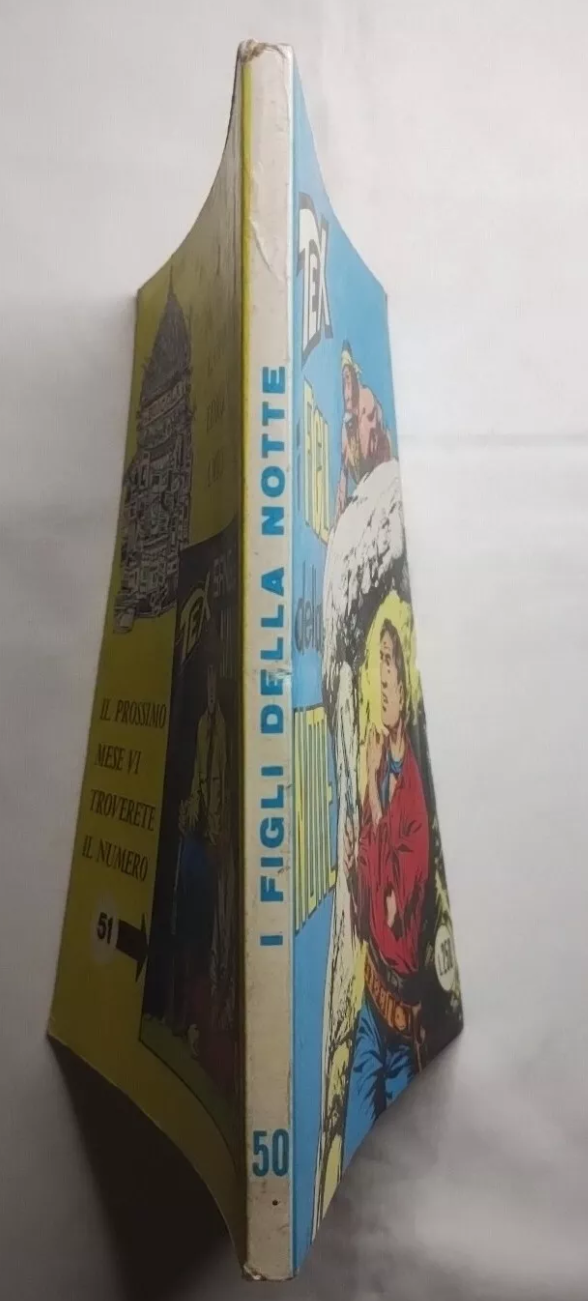 I FIGLI DELLA NOTTE
50
TEX
I FIGLI
della
NOTTE
IL PROSSIMO
MESE VI
TROVERETE
IL NUMERO
51
TEX